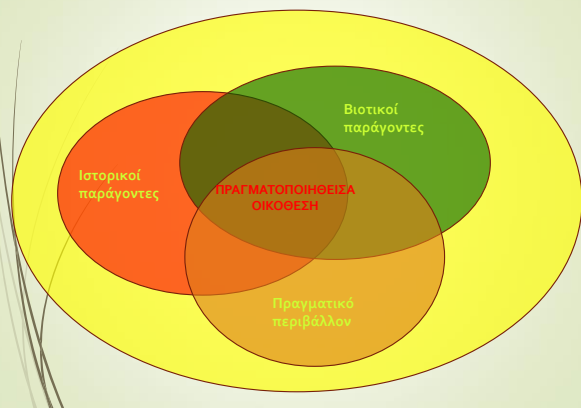 Βιοτικοί
παράγοντες
Ιστορικοί
παράγοντες
ΠΡΑΓΜΑΤΟΠΟΙΗΘΕΙΣΑ
ΟΙΚΟΘΕΣΗ
Πραγματικό
περιβάλλον